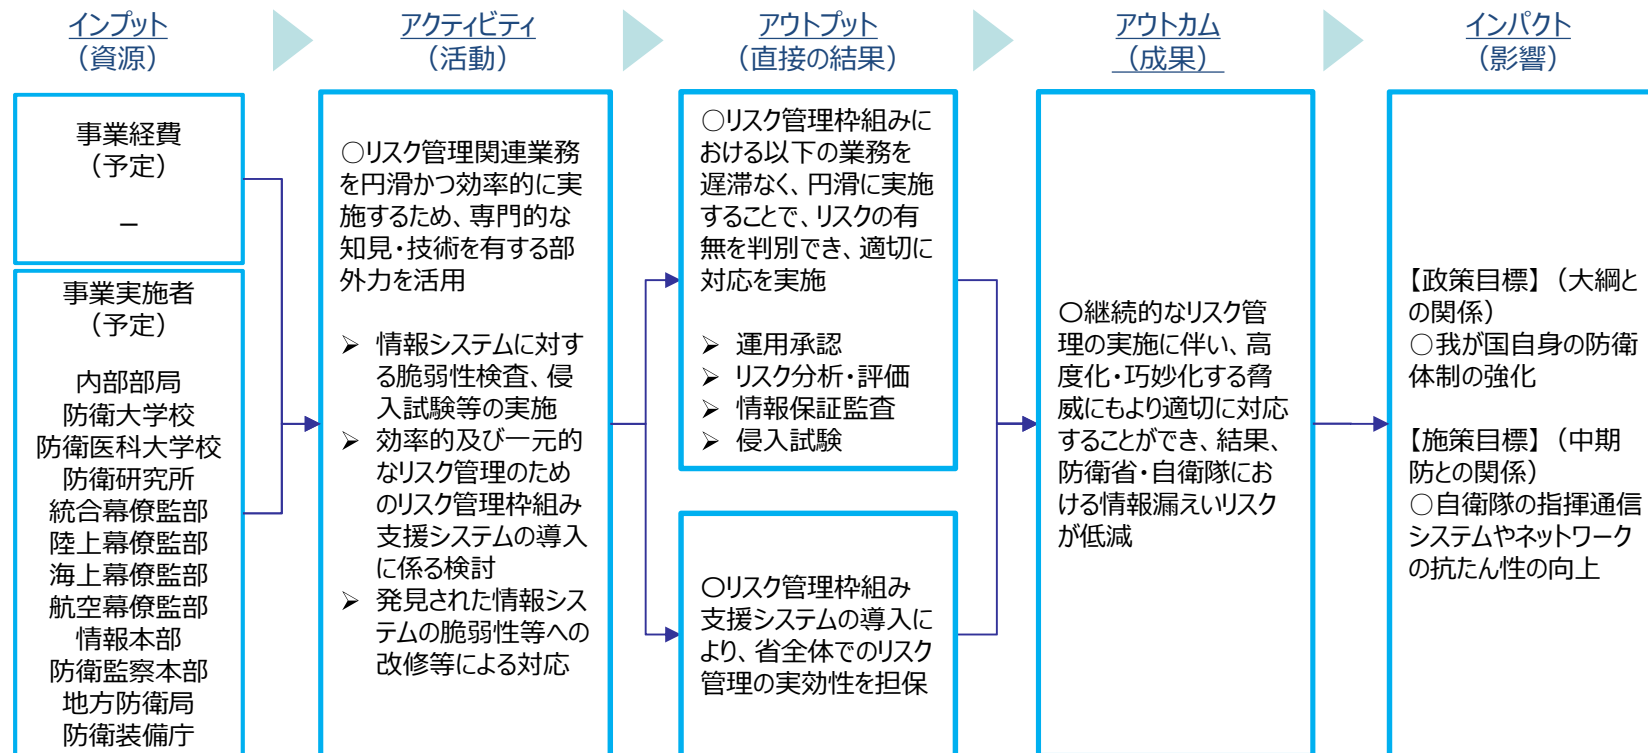 インプット
（資源）
アクティビティ
（活動）
アウトプット
（直接の結果）
アウトカム
（成果）
インパクト
（影響）
事業経費
（予定）
－
事業実施者
（予定）
内部部局
防衛大学校
防衛医科大学校
防衛研究所
統合幕僚監部
陸上幕僚監部
海上幕僚監部
航空幕僚監部
情報本部
防衛監察本部
地方防衛局
防衛装備庁
○リスク管理関連業務
を円滑かつ効率的に実
施するため、専門的な
知見・技術を有する部
外力を活用
➢ 情報システムに対す
る脆弱性検査、侵
入試験等の実施
➢ 効率的及び一元的
なリスク管理のため
のリスク管理枠組み
支援システムの導入
に係る検討
➢ 発見された情報シス
テムの脆弱性等への
改修等による対応
○リスク管理枠組みに
おける以下の業務を
遅滞なく、円滑に実施
することで、リスクの有
無を判別でき、適切に
対応を実施
➢ 運用承認
➢ リスク分析・評価
➢ 情報保証監査
➢ 侵入試験
〇リスク管理枠組み
支援システムの導入に
より、省全体でのリスク
管理の実効性を担保
〇継続的なリスク管
理の実施に伴い、高
度化・巧妙化する脅
威にもより適切に対応
することができ、結果、
防衛省・自衛隊にお
ける情報漏えいリスク
が低減
【政策目標】（大綱と
の関係）
○我が国自身の防衛
体制の強化
【施策目標】（中期
防との関係）
○自衛隊の指揮通信
システムやネットワーク
の抗たん性の向上